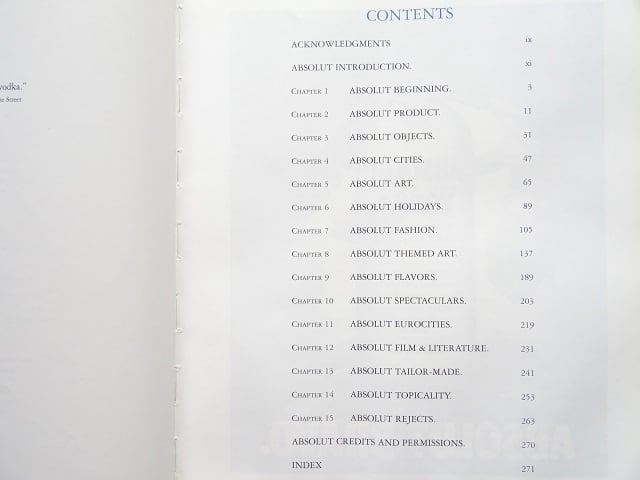 vodka."
Street
CONTENTS
ACKNOWLEDGMENTS ix
ABSOLUT INTRODUCTION. xi
CHAPTER 1 ABSOLUT BEGINNING. 3
CHAPTER 2 ABSOLUT PRODUCT. 11
CHAPTER 3 ABSOLUT OBJECTS. 31
CHAPTER 4 ABSOLUT CITIES. 47
CHAPTER 5 ABSOLUT ART. 65
CHAPTER 6 ABSOLUT HOLIDAYS. 89
CHAPTER 7 ABSOLUT FASHION. 105
CHAPTER 8 ABSOLUT THEMED ART. 137
CHAPTER 9 ABSOLUT FLAVORS. 189
CHAPTER 10 ABSOLUT SPECTACULARS. 203
CHAPTER 11 ABSOLUT EUROCITIES. 219
CHAPTER 12 ABSOLUT FILM & LITERATURE. 231
CHAPTER 13 ABSOLUT TAILOR-MADE. 241
CHAPTER 14 ABSOLUT TOPICALITY. 253
CHAPTER 15 ABSOLUT REJECTS. 263
ABSOLUT CREDITS AND PERMISSIONS. 270
INDEX 271